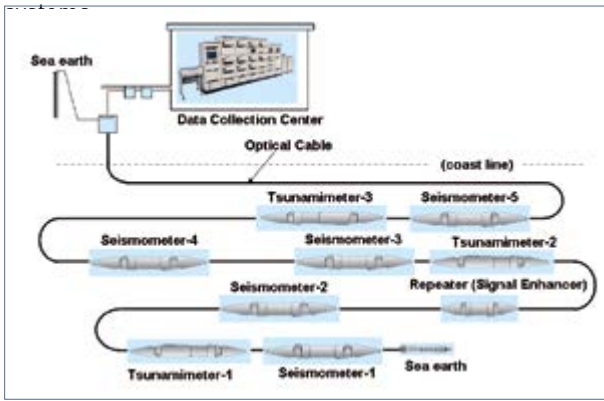 Sea earth
Data Collection Center
Optical Cable
(coast line)
Tsunamimeter-3 Seismometer-5
Seismometer-4 Seismometer-3 Tsunamimeter-2
Seismometer-2 Repeater (Signal Enhancer)
Tsunamimeter-1 Seismometer-1 Sea earth